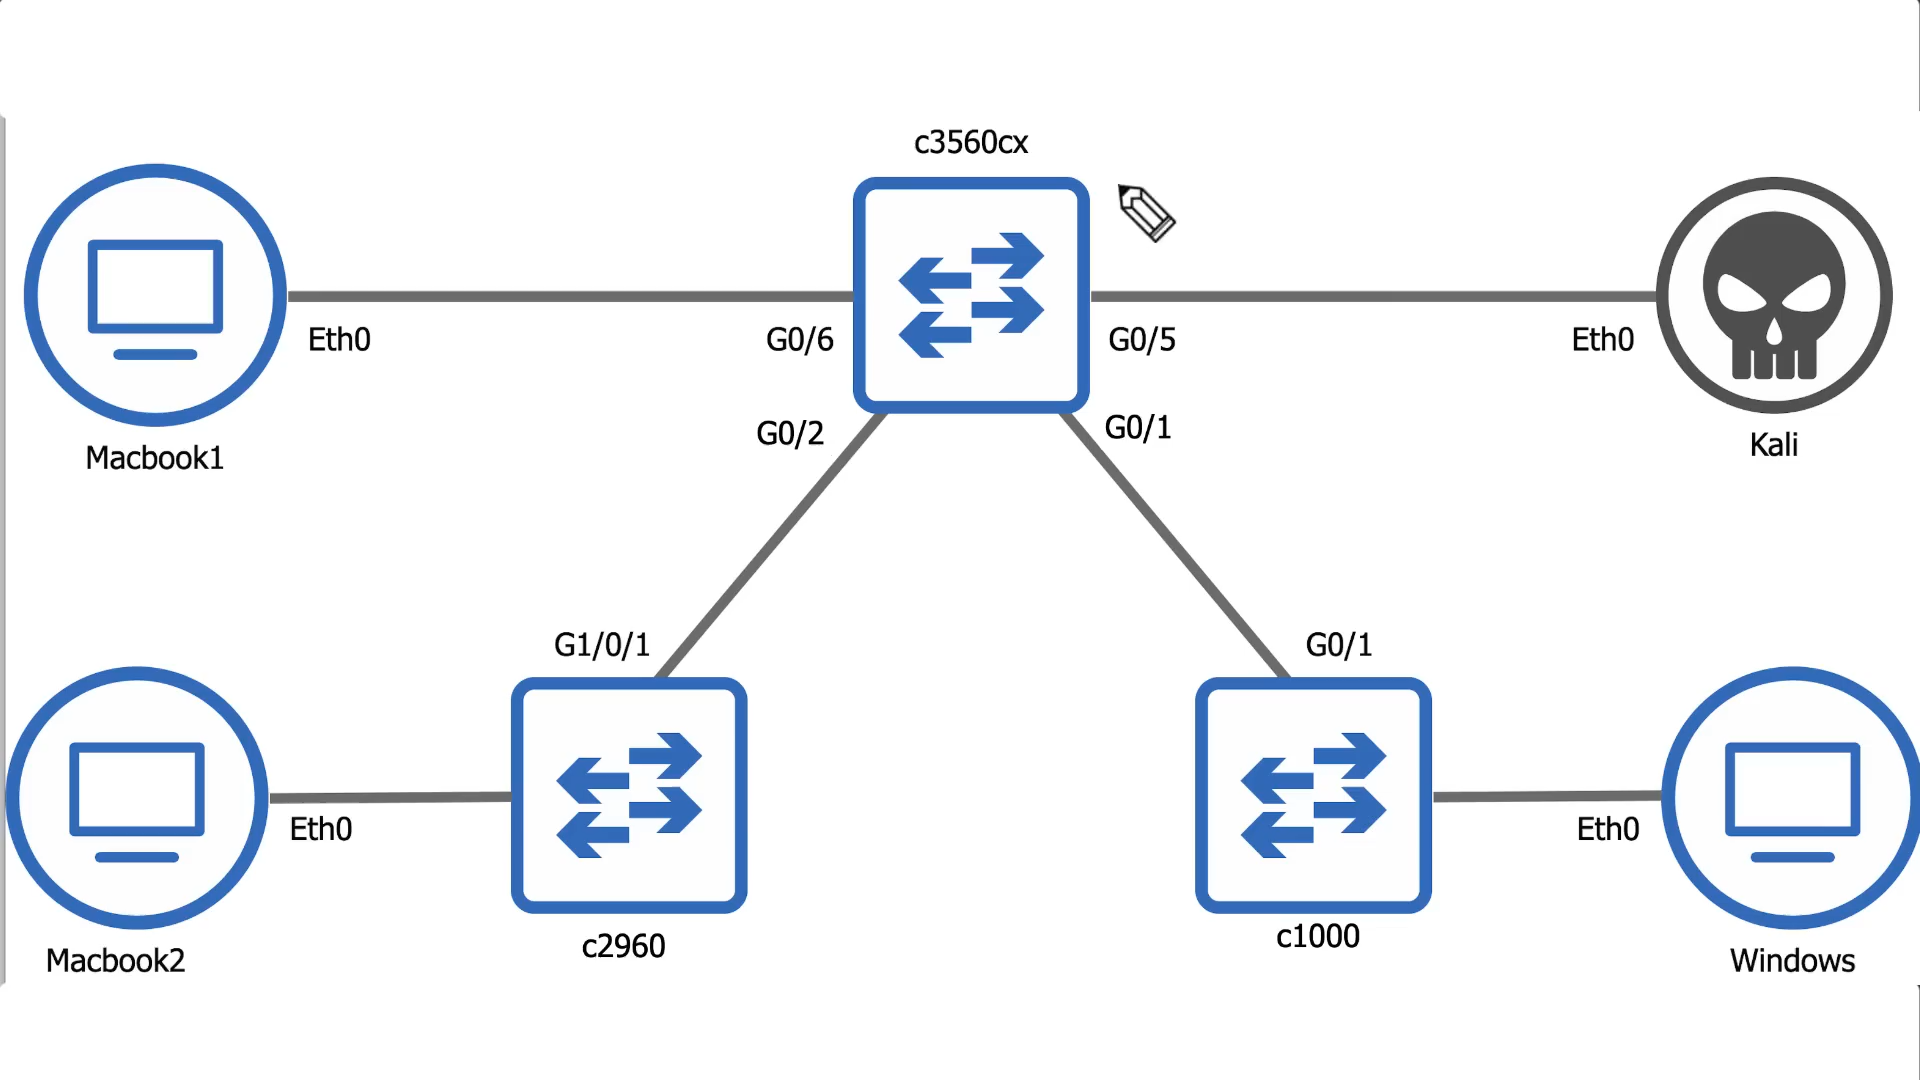 c3560cx
Eth0
G0/6
G0/5
Eth0
G0/2
G0/1
Macbook1
Kali
G1/0/1
G0/1
Eth0
Eth0
c2960
c1000
Macbook2
Windows